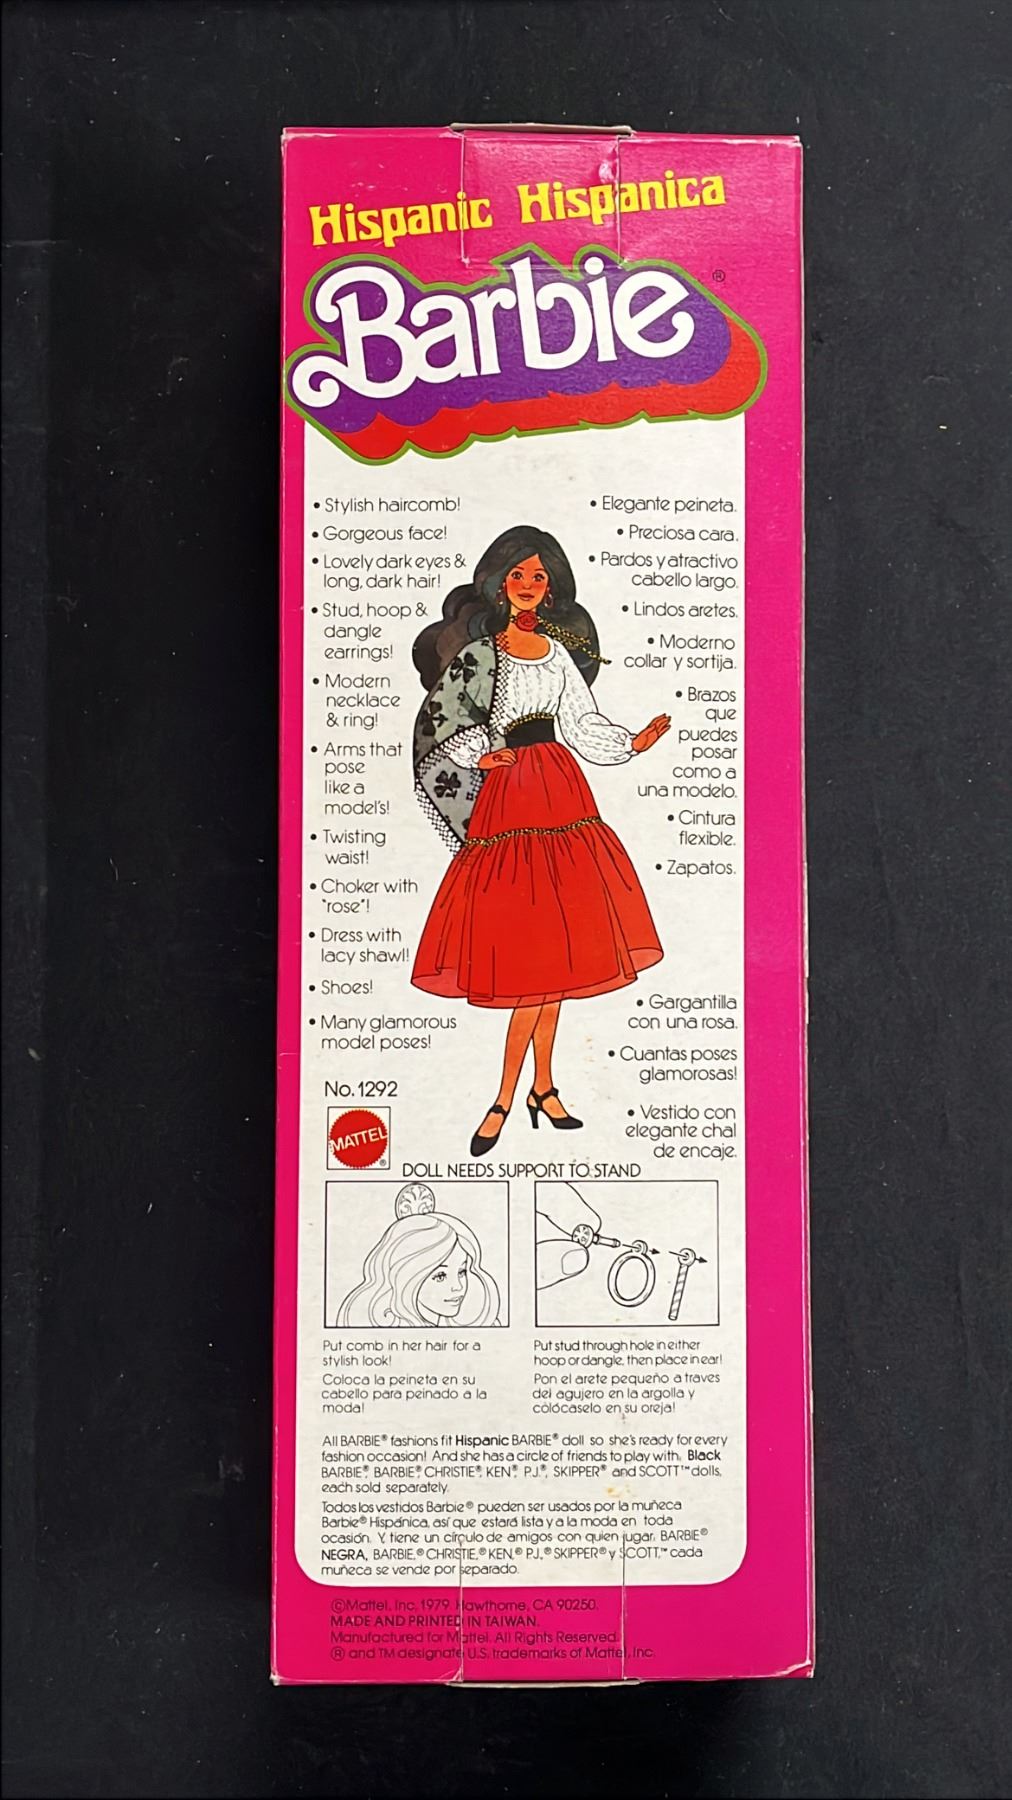 Hispanic Hispanica
Barbie®
• Stylish haircomb!
• Gorgeous face!
• Lovely dark eyes &
long, dark hair!
• Stud, hoop &
dangle
earrings!
• Modern
necklace
& ring!
• Arms that
pose
like a
model's!
• Twisting
waist!
• Choker with
"rose"!
• Dress with
lacy shawl!
• Shoes!
• Many glamorous
model poses!
• Elegante peineta.
• Preciosa cara.
• Pardos y atractivo
cabello largo.
• Lindos aretes.
• Moderno
collar y sortija.
• Brazos
que
puedes
posar
como a
una modelo.
• Cintura
flexible.
• Zapatos.
• Gargantilla
con una rosa.
• Cuantas poses
glamorosas!
• Vestido con
elegante chal
de encaje.
No. 1292
MATTEL®
DOLL NEEDS SUPPORT TO STAND
Put comb in her hair for a
stylish look!
Coloca la peineta en su
cabello para peinado a la
moda!
Put stud through hole in either
hoop or dangle, then place in ear!
Pon el arete pequeño a traves
del agujero en la argolla y
colócaselo en su oreja!
All BARBIE® fashions fit Hispanic BARBIE® doll so she's ready for every
fashion occasion! And she has a circle of friends to play with. Black
BARBIE®, BARBIE®, CHRISTIE®, KEN®, P.J.®, SKIPPER® and SCOTT™ dolls,
each sold separately.
Todos los vestidos Barbie® pueden ser usados por la muñeca
Barbie® Hispánica, así que estará lista y a la moda en toda
ocasión. Y, tiene un círculo de amigos con quien jugar, BARBIE®
NEGRA, BARBIE,® CHRISTIE,® KEN,® P.J.,® SKIPPER® y SCOTT,™ cada
muñeca se vende por separado.
©Mattel, Inc. 1979 Hawthorne, CA 90250.
MADE AND PRINTED IN TAIWAN.
Manufactured for Mattel. All Rights Reserved.
® and TM designate U.S. trademarks of Mattel, Inc.